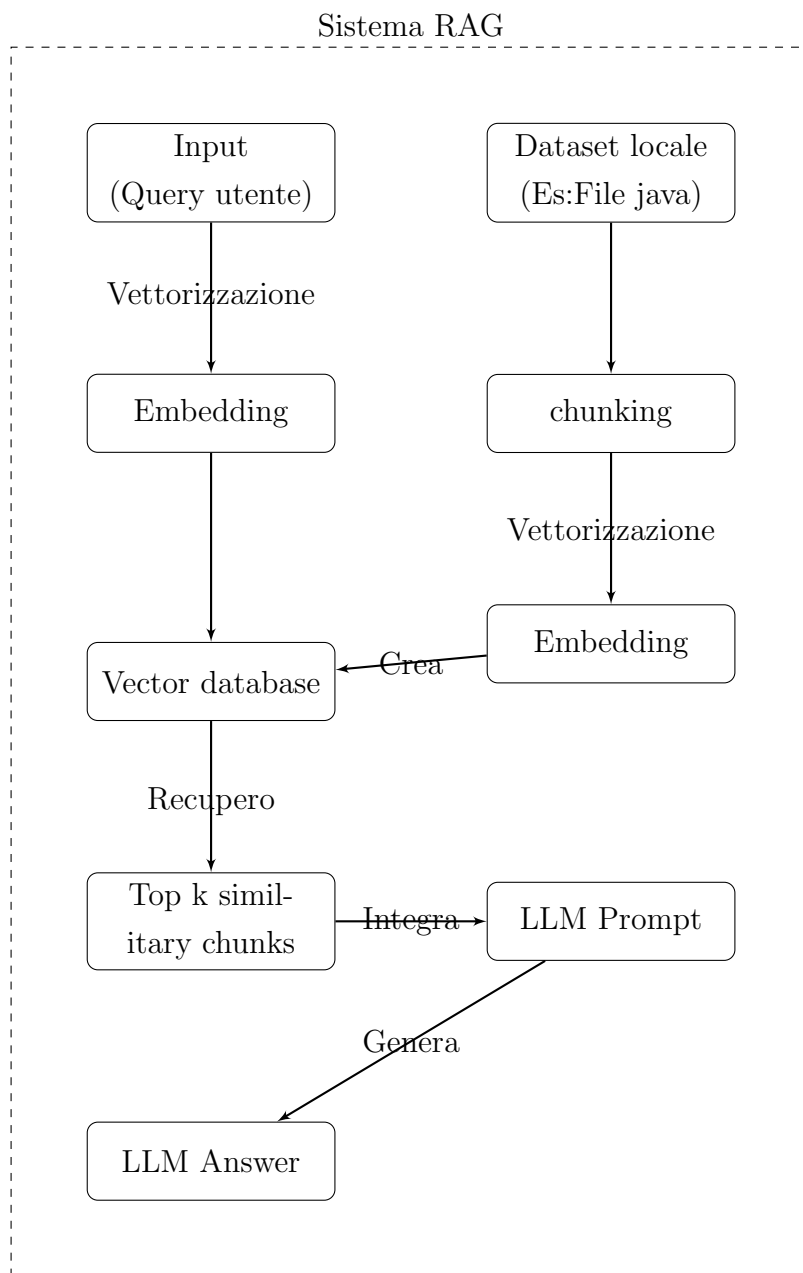 Sistema RAG
Input
(Query utente)
Dataset locale
(Es:File java)
Vettorizzazione
Embedding
chunking
Vettorizzazione
Embedding
Crea
Vector database
Recupero
Top k simil-
itary chunks
Integra
LLM Prompt
Genera
LLM Answer